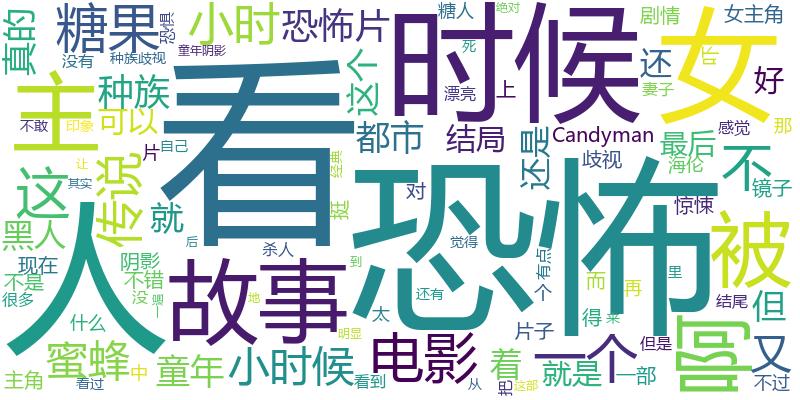 真的
恐惧
没有
童年阴影
糖果
小时
恐怖片
糖人
种族歧视
死
绝对
时候
女
剧情
女主角
片
妻子
好
主
种族
这个
漂亮
上
还
不敢
印象
可以
片
自己
让
其实
看
经典
都市
结局
Candyman
还是
最后
感觉
那
海伦
不
镜子
歧视
这
传说
就
挺
对
恐怖
惊悚
被
黑人
人
故事
后
杀人
到
觉得
现在
阴影
不错
不是
很多
没
一
什么
地
还有
太
个
有点
里
而
再
结尾
但
蜜蜂
电影
明显
片子
得
菜
啊
又
主角
看过
中
童年
看到
小时候
从
着
把
这部
一个
就是
一部
但是
不过